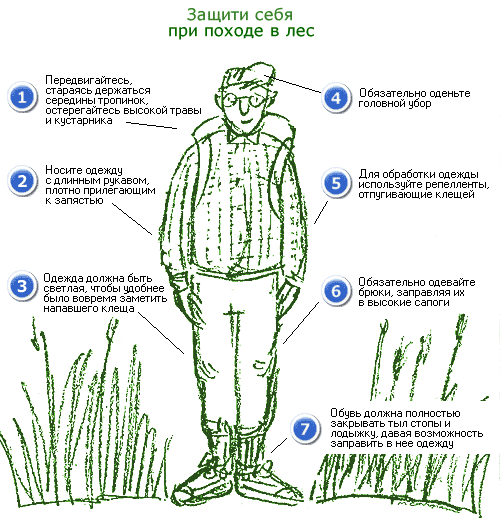 Защити себя
при походе в лес
1
Передвигайтесь,
стараясь держаться
середины тропинок,
остерегайтесь высокой травы
и кустарника
2
Носите одежду
с длинным рукавом,
плотно прилегающим
к запястью
3
Одежда должна быть
светлая, чтобы удобнее
было вовремя заметить
напавшего клеща
4
Обязательно оденьте
головной убор
5
Для обработки одежды
используйте репелленты,
отпугивающие клещей
6
Обязательно одевайте
брюки, заправляя их
в высокие сапоги
7
Обувь должна полностью
закрывать тыл стопы и
лодыжку, давая возможность
заправить в нее одежду